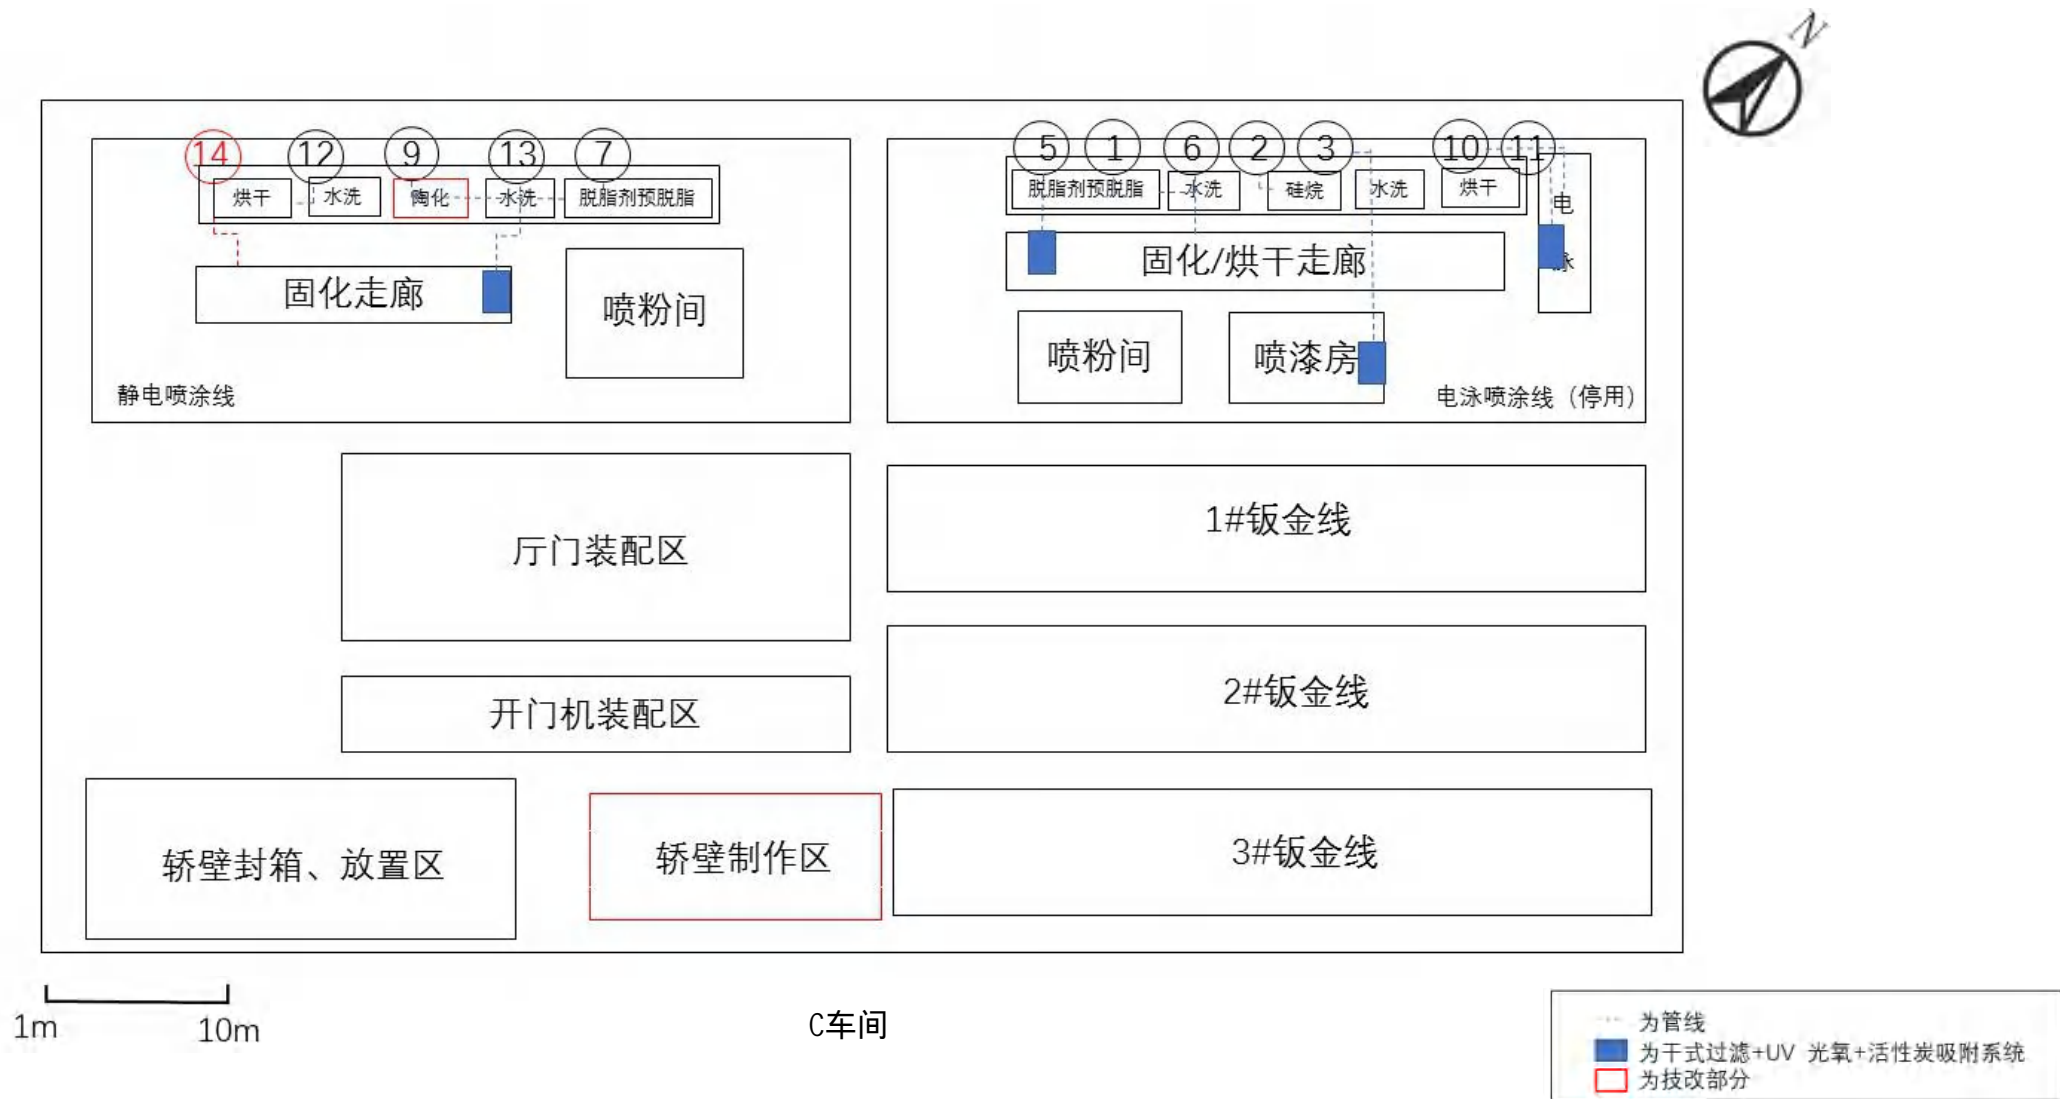 N
14 12 9 13 7
5 1 6 2 3 10 11
烘干 水洗 陶化 水洗 脱脂剂预脱脂
脱脂剂预脱脂 水洗 硅烷 水洗 烘干
电泳
固化走廊
喷粉间
固化/烘干走廊
喷粉间
喷漆房
静电喷涂线
电泳喷涂线（停用）
厅门装配区
1#钣金线
开门机装配区
2#钣金线
轿壁封箱、放置区
轿壁制作区
3#钣金线
1m 10m
C车间
为管线
为干式过滤+UV 光氧+活性炭吸附系统
为技改部分